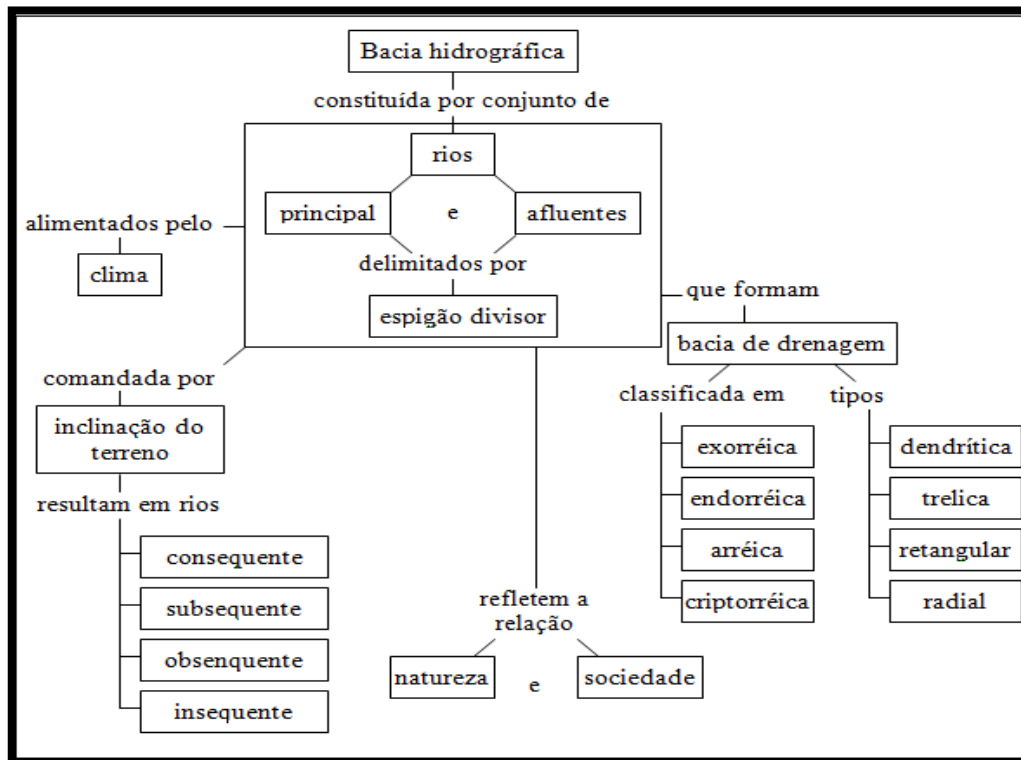 Bacia hidrográfica
constituída por conjunto de
rios
principal
e
afluentes
delimitados por
espigão divisor
alimentados pelo
clima
comandada por
inclinação do
terreno
resultam em rios
consequente
subsequente
obsenquente
insequente
refletem a
relação
natureza
e
sociedade
que formam
bacia de drenagem
classificada em
exorréica
endorréica
arréica
criptorréica
tipos
dendrítica
trelica
retangular
radial